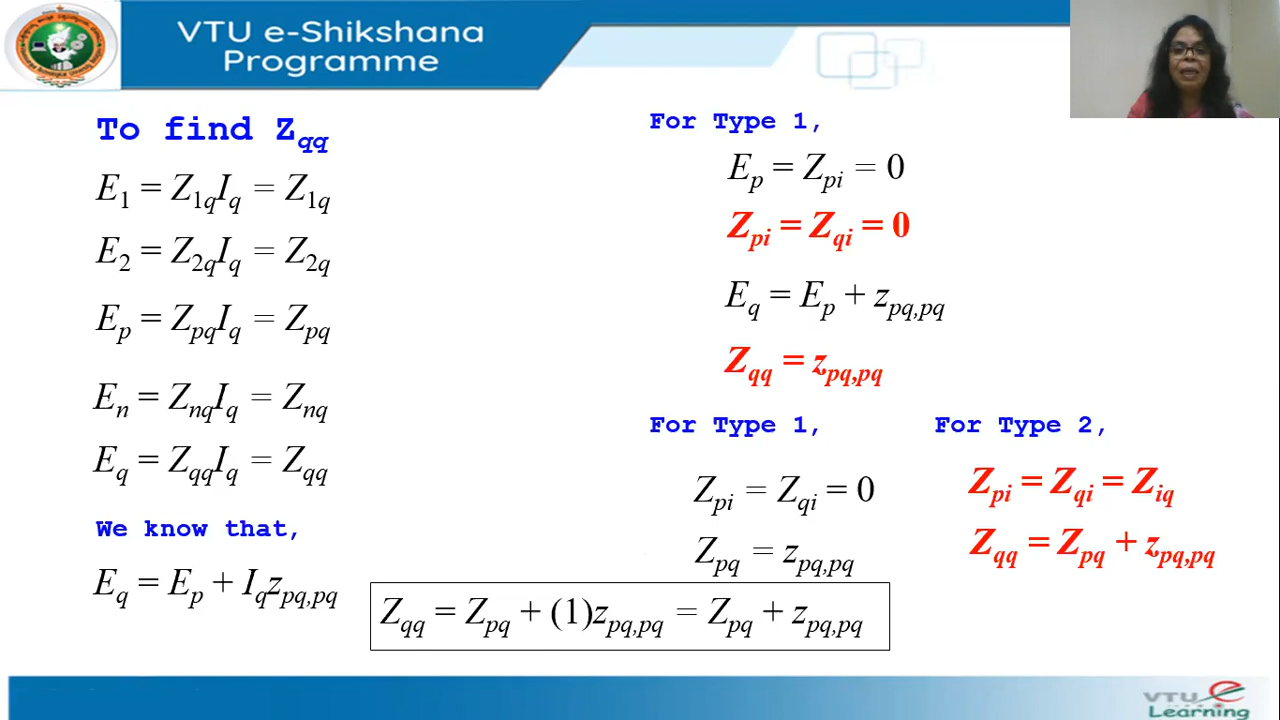 VTU e-Shikshana
Programme
To find Z_qq
E_1 = Z_1q I_q = Z_1q
E_2 = Z_2q I_q = Z_2q
E_p = Z_pq I_q = Z_pq
E_n = Z_nq I_q = Z_nq
E_q = Z_qq I_q = Z_qq
We know that,
E_q = E_p + I_q z_pq,pq
Z_qq = Z_pq + (1)z_pq,pq = Z_pq + z_pq,pq
For Type 1,
E_p = Z_pi = 0
Z_pi = Z_qi = 0
E_q = E_p + z_pq,pq
Z_qq = z_pq,pq
For Type 1,
Z_pi = Z_qi = 0
Z_pq = z_pq,pq
For Type 2,
Z_pi = Z_qi = Z_iq
Z_qq = Z_pq + z_pq,pq
VTU e
Learning